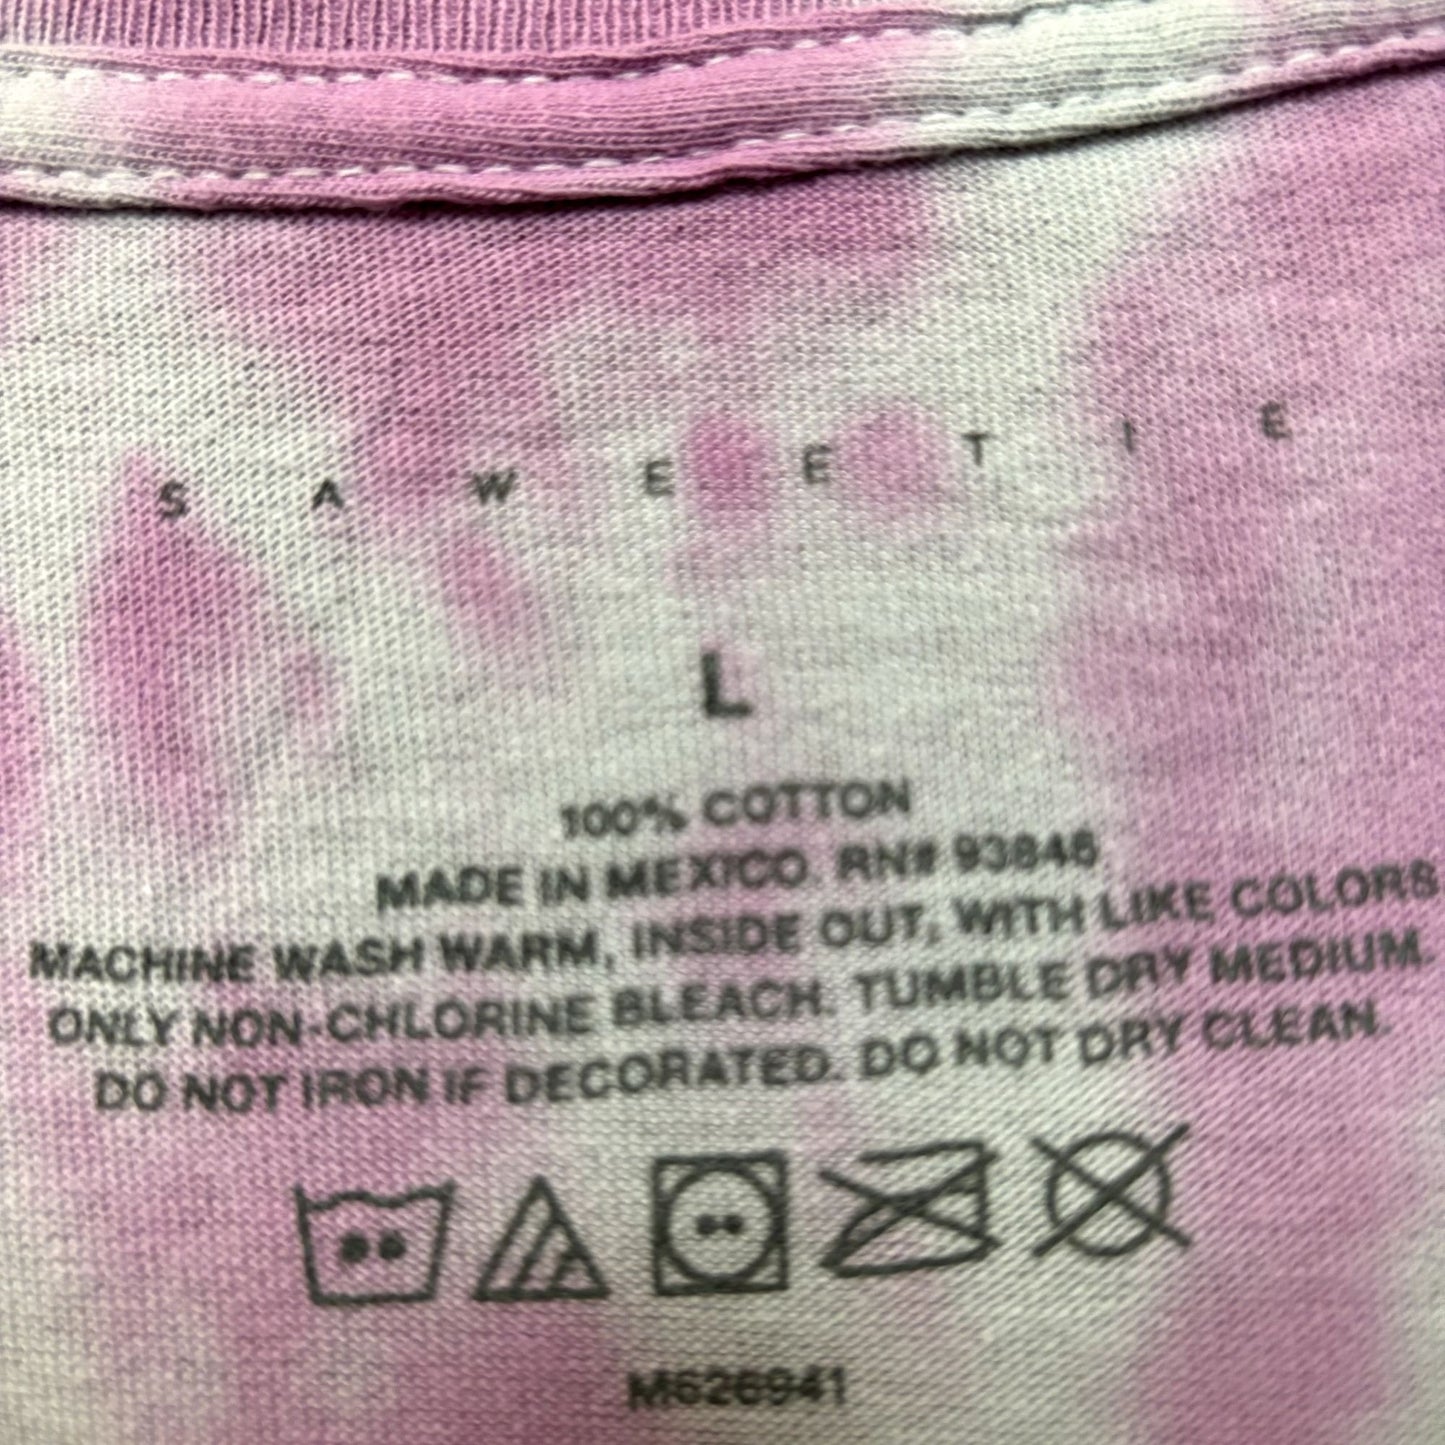 SAWEETIE
L
100% COTTON
MADE IN MEXICO. RN# 93846
MACHINE WASH WARM, INSIDE OUT, WITH LIKE COLORS
ONLY NON-CHLORINE BLEACH. TUMBLE DRY MEDIUM.
DO NOT IRON IF DECORATED. DO NOT DRY CLEAN.
M626941